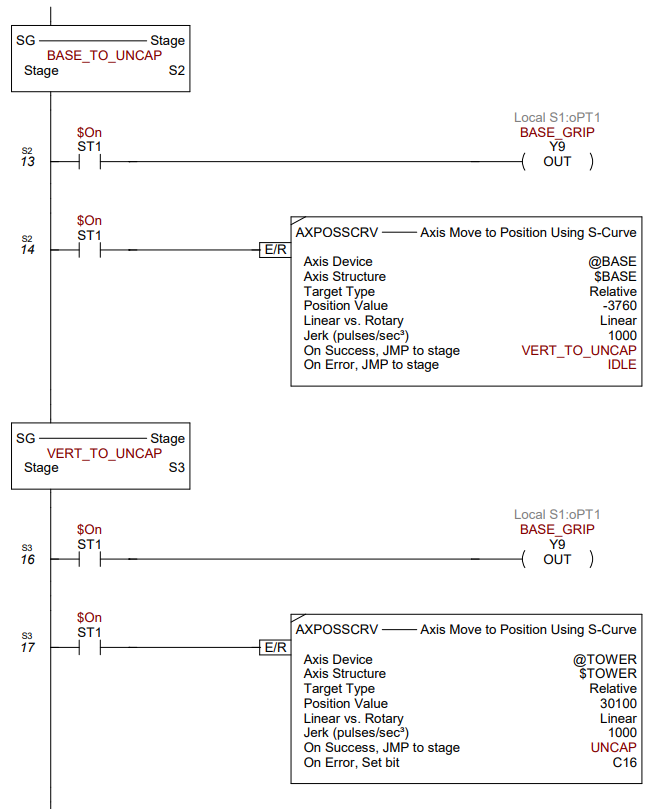 SG Stage
BASE_TO_UNCAP
Stage S2
Local S1:oPT1
$On BASE_GRIP
S2 ST1 Y9
13 ( OUT )
$On
S2 ST1
14 E/R
AXPOSSCRV Axis Move to Position Using S-Curve
Axis Device @BASE
Axis Structure $BASE
Target Type Relative
Position Value -3760
Linear vs. Rotary Linear
Jerk (pulses/sec³) 1000
On Success, JMP to stage VERT_TO_UNCAP
On Error, JMP to stage IDLE
SG Stage
VERT_TO_UNCAP
Stage S3
Local S1:oPT1
$On BASE_GRIP
S3 ST1 Y9
16 ( OUT )
$On
S3 ST1
17 E/R
AXPOSSCRV Axis Move to Position Using S-Curve
Axis Device @TOWER
Axis Structure $TOWER
Target Type Relative
Position Value 30100
Linear vs. Rotary Linear
Jerk (pulses/sec³) 1000
On Success, JMP to stage UNCAP
On Error, Set bit C16